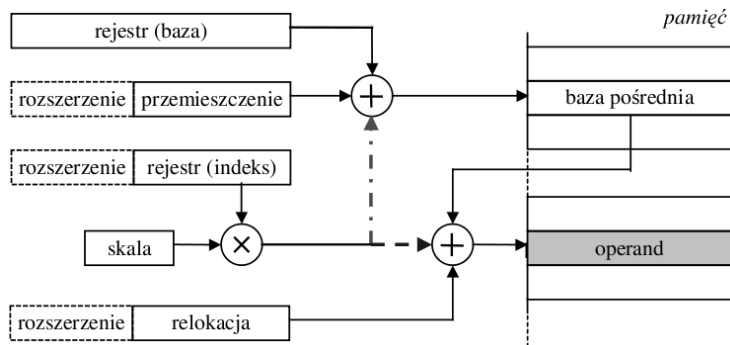 pamięć
rejestr (baza)
rozszerzenie przemieszczenie
+
baza pośrednia
rozszerzenie rejestr (indeks)
skala
×
+
operand
rozszerzenie relokacja